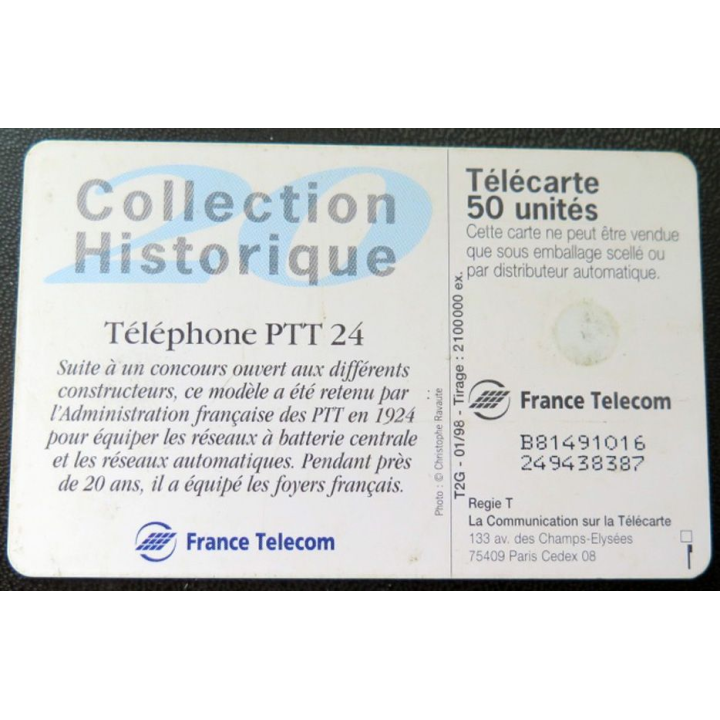 20
Collection
Historique
Téléphone PTT 24
Suite à un concours ouvert aux différents
constructeurs, ce modèle a été retenu par
l'Administration française des PTT en 1924
pour équiper les réseaux à batterie centrale
et les réseaux automatiques. Pendant près
de 20 ans, il a équipé les foyers français.
France Telecom
Photo : © Christophe Ravaute
T2G - 01/98 - Tirage : 2100000 ex.
Télécarte
50 unités
Cette carte ne peut être vendue
que sous emballage scellé ou
par distributeur automatique.
France Telecom
B81491016
249438387
Regie T
La Communication sur la Télécarte
133 av. des Champs-Elysées
75409 Paris Cedex 08